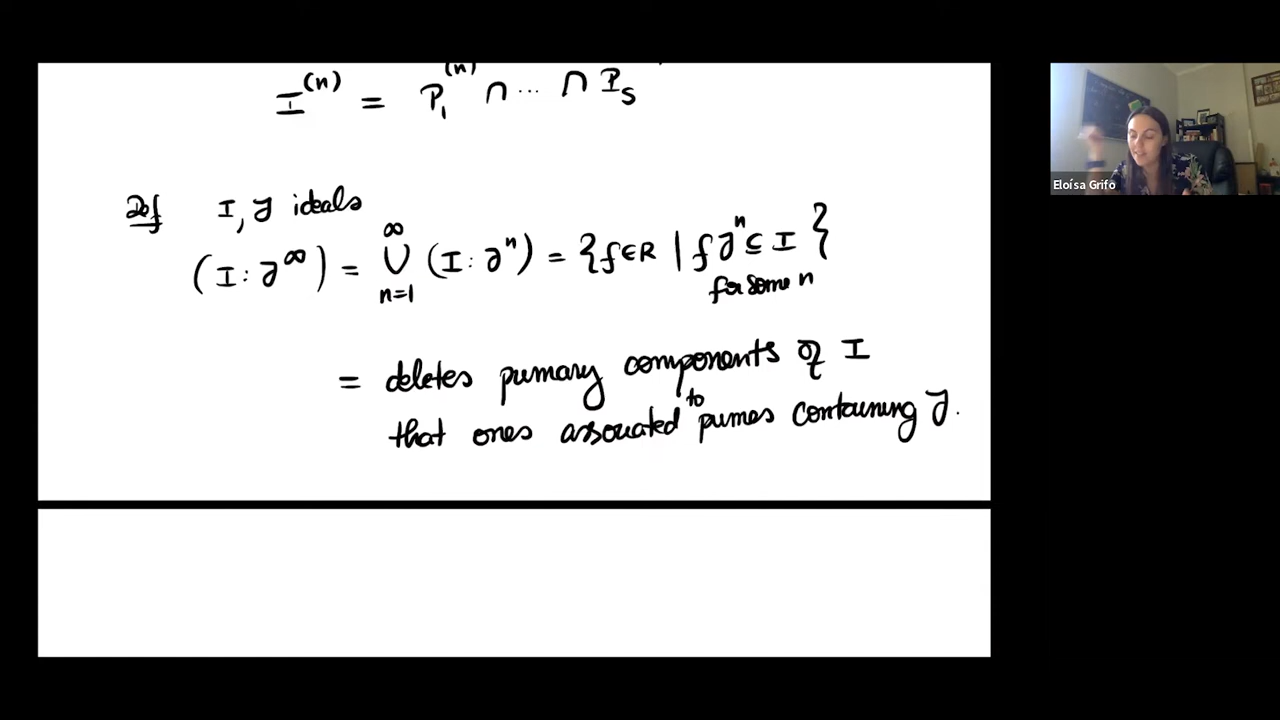 I^{(n)} = P_1^{(n)} ∩ ... ∩ P_s
Def I, J ideals
(I : J^∞) = ⋃_{n=1}^{∞} (I : J^n) = {f ∈ R | f J^n ⊆ I}
for some n
= deletes primary components of I
that ones associated to primes containing J.
Eloísa Grifo